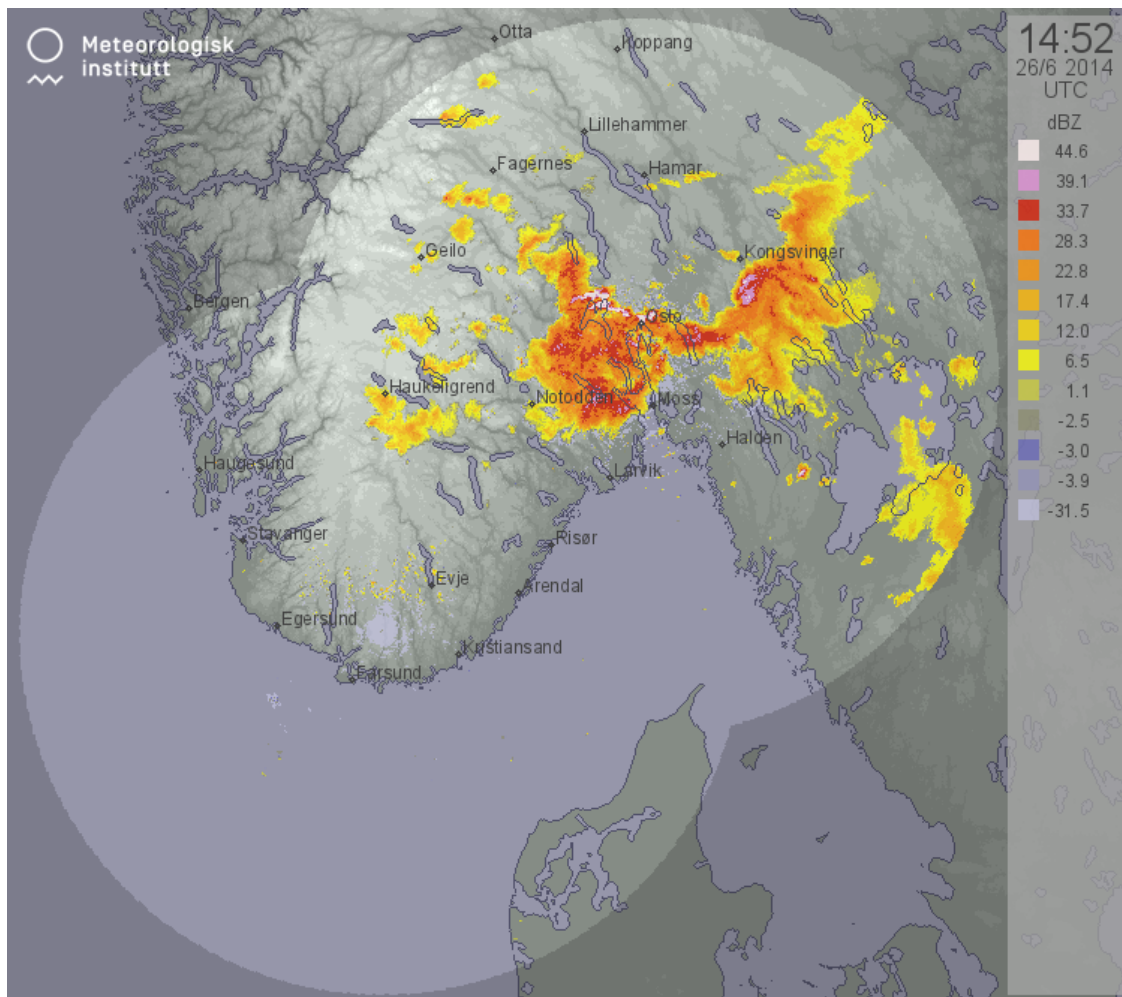 Meteorologisk
institutt
Otta
Koppang
Lillehammer
Fagernes
Hamar
Geilo
Kongsvinger
Bergen
Oslo
Haukeligrend
Notodden
Moss
Halden
Haugesund
Larvik
Stavanger
Risør
Evje
Arendal
Egersund
Kristiansand
Farsund
14:52
26/6 2014
UTC
dBZ
44.6
39.1
33.7
28.3
22.8
17.4
12.0
6.5
1.1
-2.5
-3.0
-3.9
-31.5